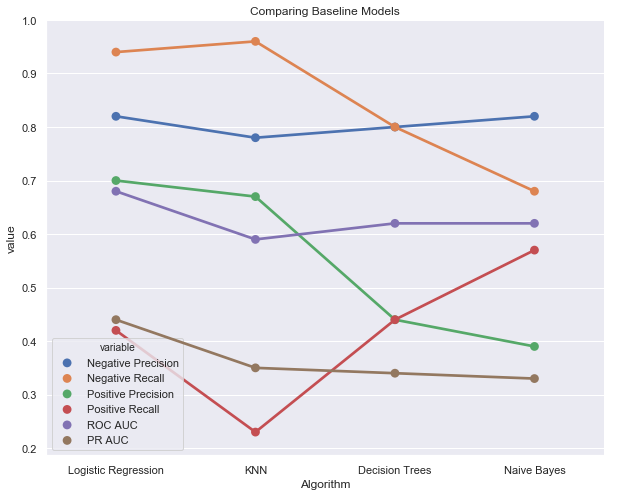 Comparing Baseline Models
1.0
0.9
0.8
0.7
0.6
0.5
0.4
0.3
0.2
value
variable
Negative Precision
Negative Recall
Positive Precision
Positive Recall
ROC AUC
PR AUC
Logistic Regression KNN Decision Trees Naive Bayes
Algorithm